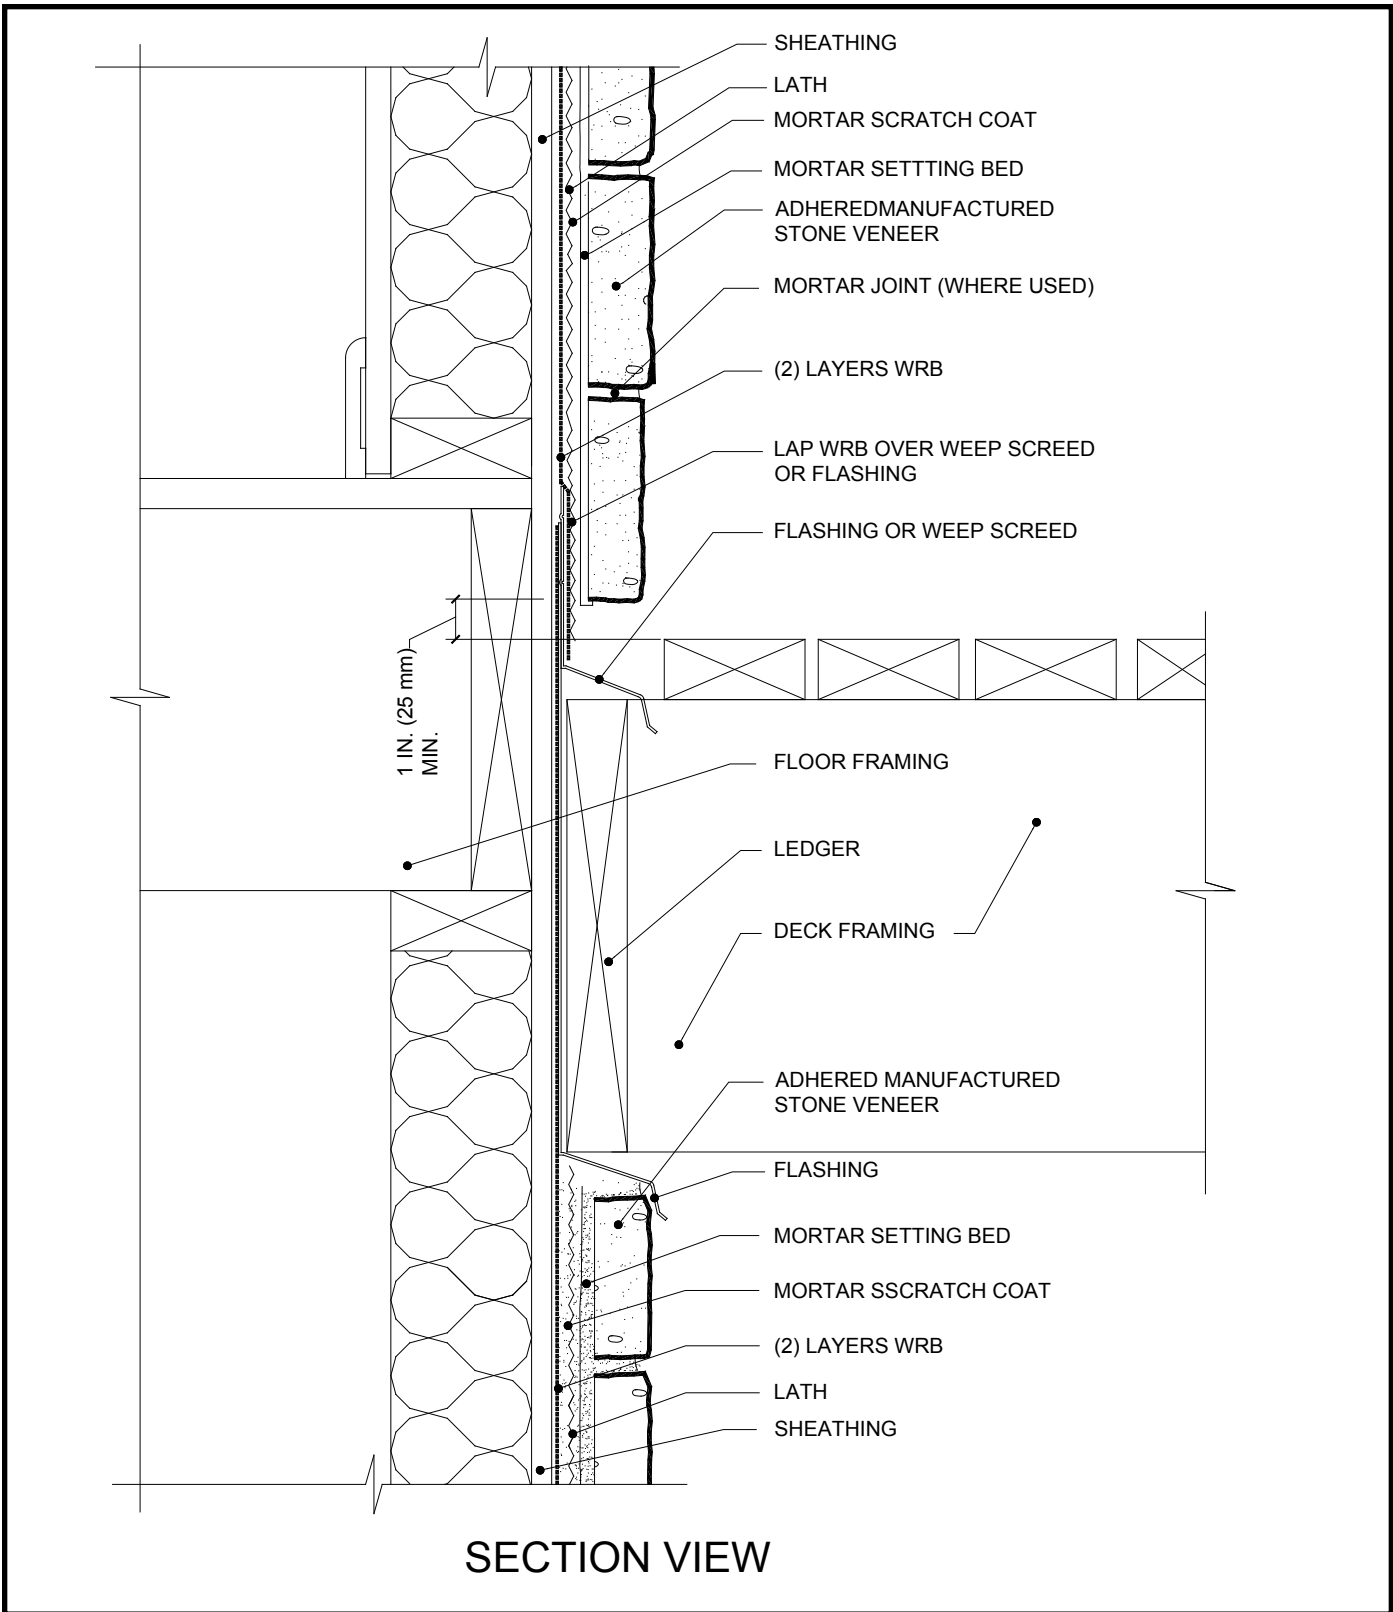 SHEATHING
LATH
MORTAR SCRATCH COAT
MORTAR SETTTING BED
ADHEREDMANUFACTURED
STONE VENEER
MORTAR JOINT (WHERE USED)
(2) LAYERS WRB
LAP WRB OVER WEEP SCREED
OR FLASHING
FLASHING OR WEEP SCREED
1 IN. (25 mm)
MIN.
FLOOR FRAMING
LEDGER
DECK FRAMING
ADHERED MANUFACTURED
STONE VENEER
FLASHING
MORTAR SETTING BED
MORTAR SSCRATCH COAT
(2) LAYERS WRB
LATH
SHEATHING
SECTION VIEW